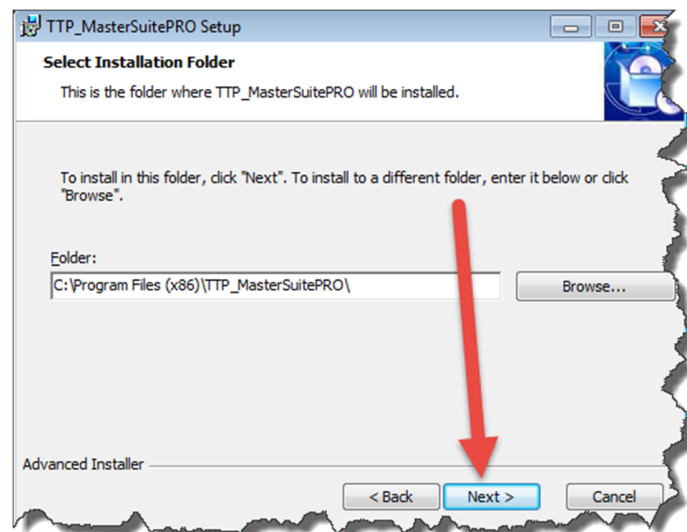 TTP_MasterSuitePRO Setup
Select Installation Folder
This is the folder where TTP_MasterSuitePRO will be installed.
To install in this folder, click "Next". To install to a different folder, enter it below or click
"Browse".
Folder:
C:\Program Files (x86)\TTP_MasterSuitePRO\
Browse...
Advanced Installer
< Back
Next >
Cancel